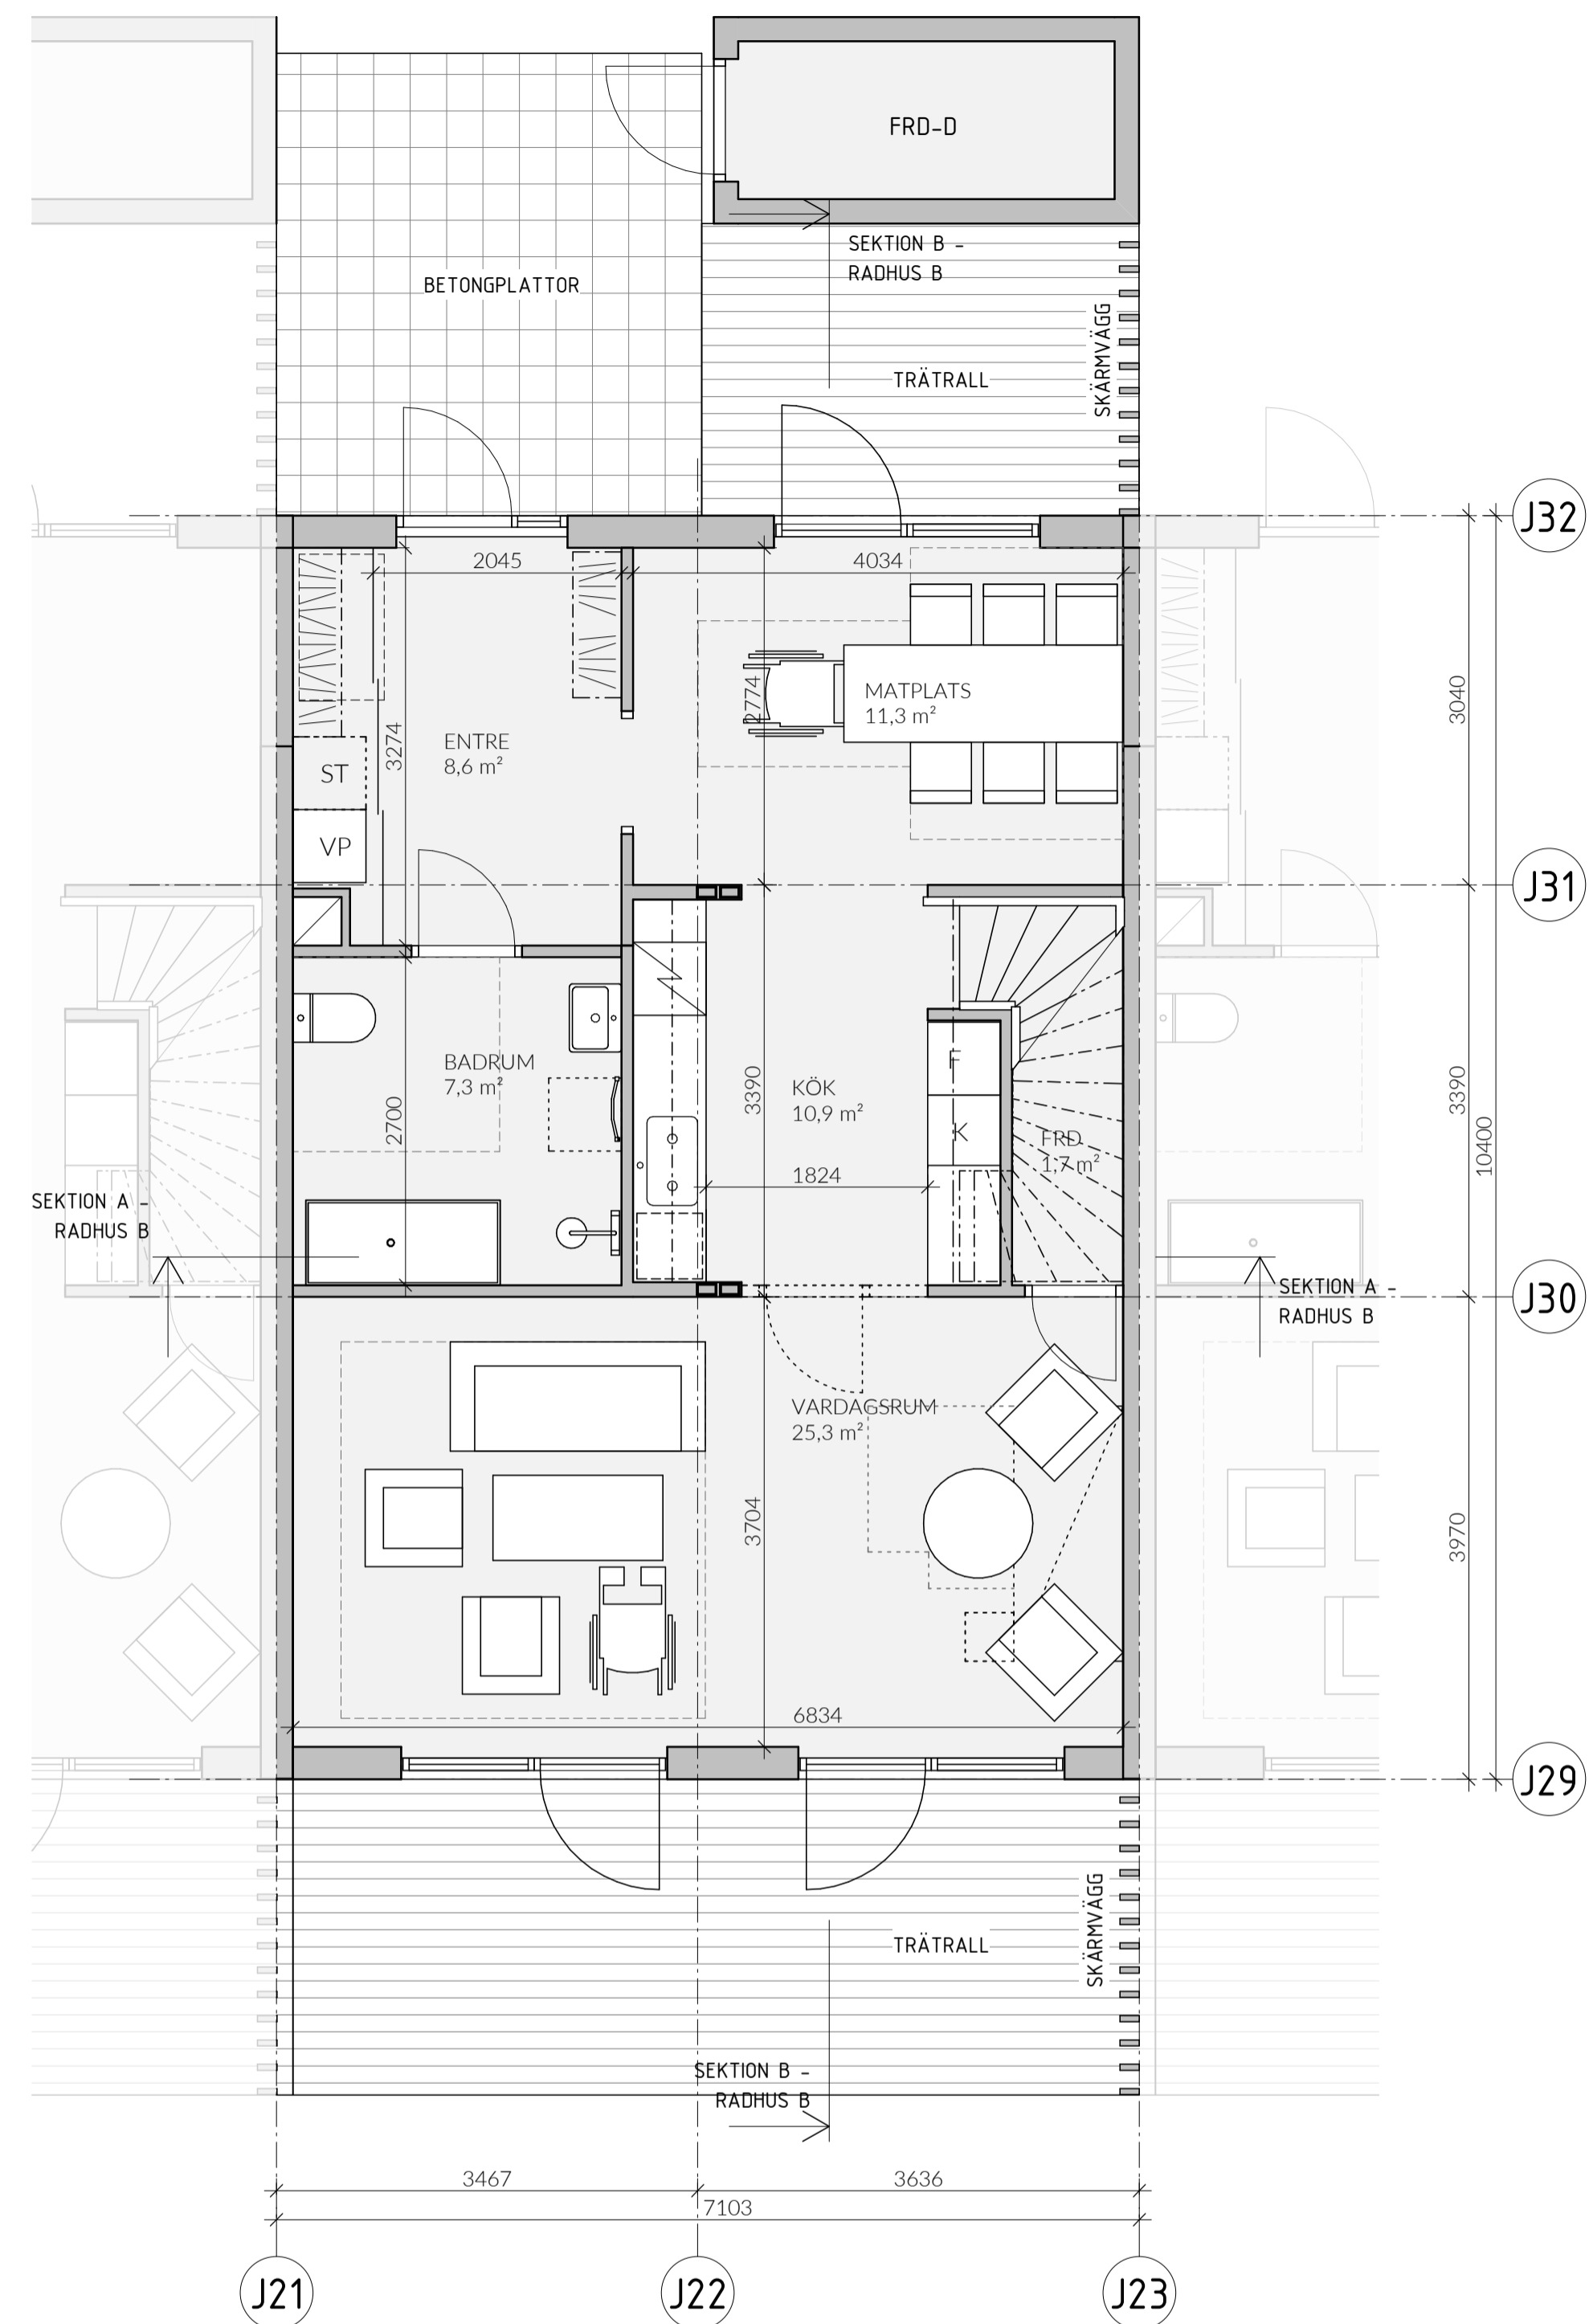 FRD-D
SEKTION B -
RADHUS B
BETONGPLATTOR
SKÄRMVÄGG
TRÄTRALL
J32
2045
4034
MATPLATS
11,3 m²
2774
3040
ENTRE
8,6 m²
3274
ST
VP
J31
F
BADRUM
7,3 m²
KÖK
10,9 m²
3390
3390
2700
K
FRD
1,7 m²
10400
1824
SEKTION A -
RADHUS B
SEKTION A -
RADHUS B
J30
VARDAGSRUM
25,3 m²
3704
3970
6834
J29
TRÄTRALL
SKÄRMVÄGG
SEKTION B -
RADHUS B
3467
3636
7103
J21
J22
J23